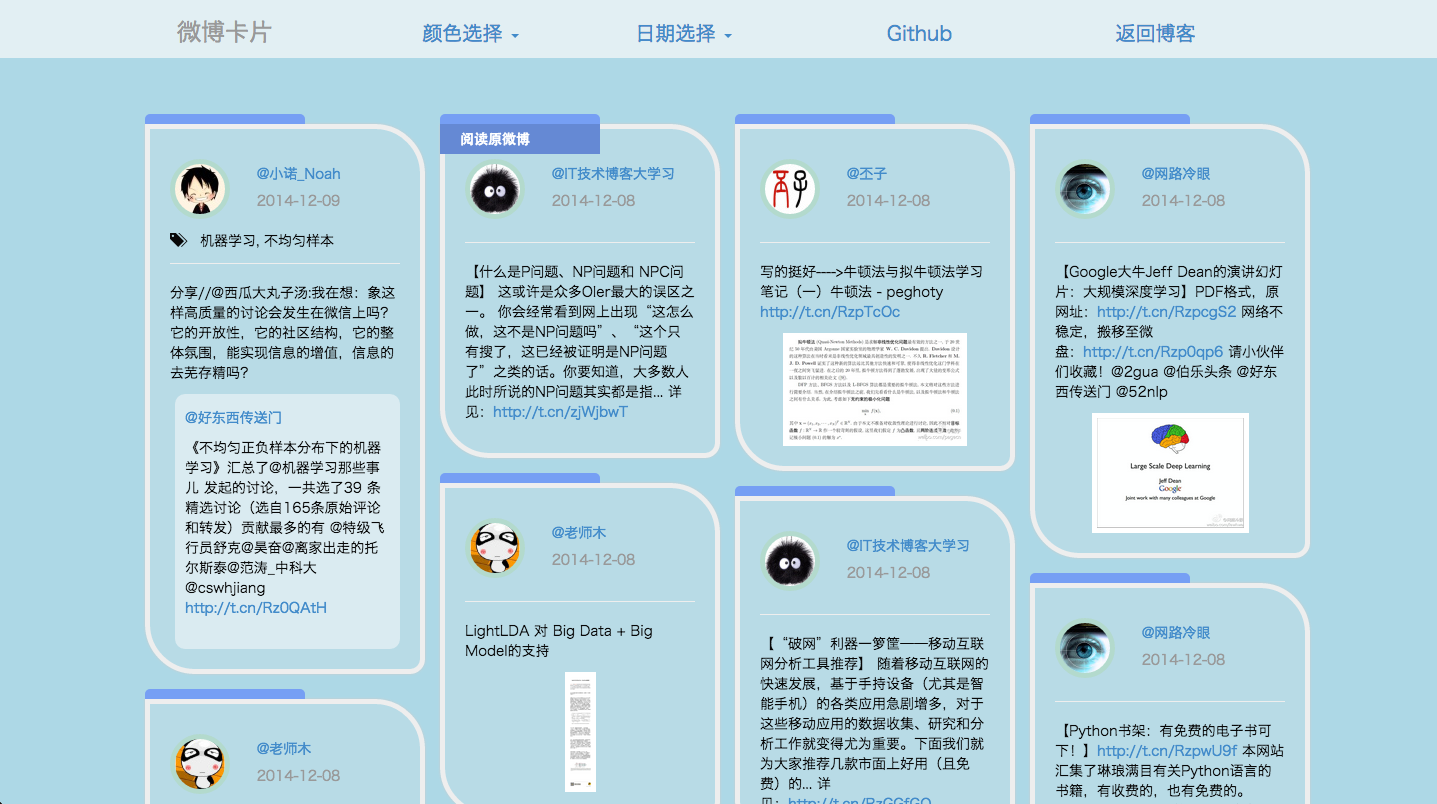 微博卡片
颜色选择
日期选择
Github
返回博客
@小诺_Noah
2014-12-09
机器学习, 不均匀样本
分享//@西瓜大丸子汤:我在想：象这
样高质量的讨论会发生在微信上吗？
它的开放性，它的社区结构，它的整
体氛围，能实现信息的增值，信息的
去芜存精吗？
@好东西传送门
《不均匀正负样本分布下的机器
学习》汇总了@机器学习那些事
儿 发起的讨论，一共选了39 条
精选讨论（选自165条原始评论
和转发）贡献最多的有 @特级飞
行员舒克@昊奋@离家出走的托
尔斯泰@范涛_中科大
@cswhjiang
http://t.cn/Rz0QAtH
@老师木
2014-12-08
阅读原微博
@IT技术博客大学习
2014-12-08
【什么是P问题、NP问题和 NPC问
题】 这或许是众多OIer最大的误区之
一。 你会经常看到网上出现“这怎么
做，这不是NP问题吗”、“这个只
有搜了，这已经被证明是NP问题
了”之类的话。你要知道，大多数人
此时所说的NP问题其实都是指... 详
见：http://t.cn/zjWjbwT
@老师木
2014-12-08
LightLDA 对 Big Data + Big
Model的支持
@丕子
2014-12-08
写的挺好---->牛顿法与拟牛顿法学习
笔记（一）牛顿法 - peghoty
http://t.cn/RzpTcOc
@IT技术博客大学习
2014-12-08
【“破网”利器一箩筐——移动互联
网分析工具推荐】 随着移动互联网的
快速发展，基于手持设备（尤其是智
能手机）的各类应用急剧增多，对于
这些移动应用的数据收集、研究和分
析工作就变得尤为重要。下面我们就
为大家推荐几款市面上好用（且免
费）的... 详
见：http://t.cn/RzGGfGO
@网路冷眼
2014-12-08
【Google大牛Jeff Dean的演讲幻灯
片：大规模深度学习】PDF格式，原
网址：http://t.cn/RzpcgS2 网络不
稳定，搬移至微
盘：http://t.cn/Rzp0qp6 请小伙伴
们收藏！@2gua @伯乐头条 @好东
西传送门 @52nlp
Large Scale Deep Learning
Jeff Dean
Google
Joint work with many colleagues at Google
@网路冷眼
2014-12-08
【Python书架：有免费的电子书可
下！】http://t.cn/RzpwU9f 本网站
汇集了琳琅满目有关Python语言的
书籍，有收费的，也有免费的。